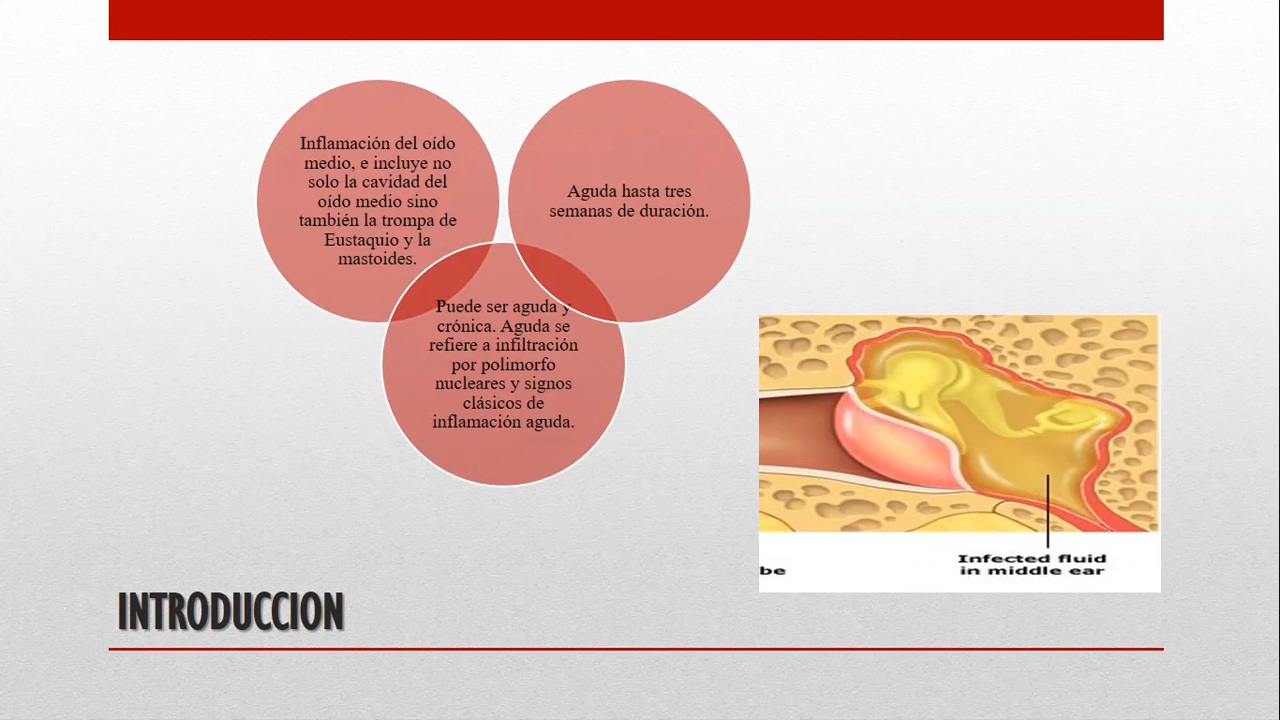 Inflamación del oído
medio, e incluye no
solo la cavidad del
oído medio sino
también la trompa de
Eustaquio y la
mastoides.
Aguda hasta tres
semanas de duración.
Puede ser aguda y
crónica. Aguda se
refiere a infiltración
por polimorfo
nucleares y signos
clásicos de
inflamación aguda.
Infected fluid
in middle ear
be
INTRODUCCION